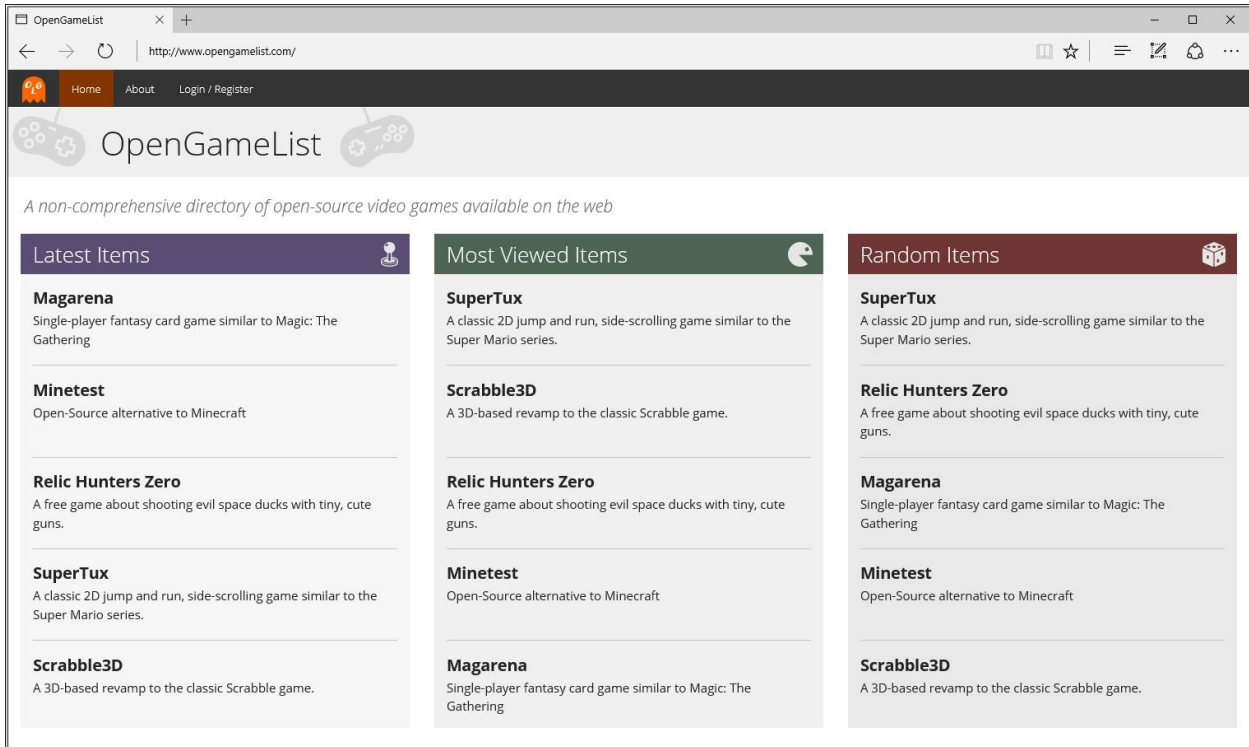 OpenGameList
http://www.opengamelist.com/
OLG
Home About Login / Register
OpenGameList
A non-comprehensive directory of open-source video games available on the web
Latest Items
Magarena
Single-player fantasy card game similar to Magic: The
Gathering
Minetest
Open-Source alternative to Minecraft
Relic Hunters Zero
A free game about shooting evil space ducks with tiny, cute
guns.
SuperTux
A classic 2D jump and run, side-scrolling game similar to the
Super Mario series.
Scrabble3D
A 3D-based revamp to the classic Scrabble game.
Most Viewed Items
SuperTux
A classic 2D jump and run, side-scrolling game similar to the
Super Mario series.
Scrabble3D
A 3D-based revamp to the classic Scrabble game.
Relic Hunters Zero
A free game about shooting evil space ducks with tiny, cute
guns.
Minetest
Open-Source alternative to Minecraft
Magarena
Single-player fantasy card game similar to Magic: The
Gathering
Random Items
SuperTux
A classic 2D jump and run, side-scrolling game similar to the
Super Mario series.
Relic Hunters Zero
A free game about shooting evil space ducks with tiny, cute
guns.
Magarena
Single-player fantasy card game similar to Magic: The
Gathering
Minetest
Open-Source alternative to Minecraft
Scrabble3D
A 3D-based revamp to the classic Scrabble game.